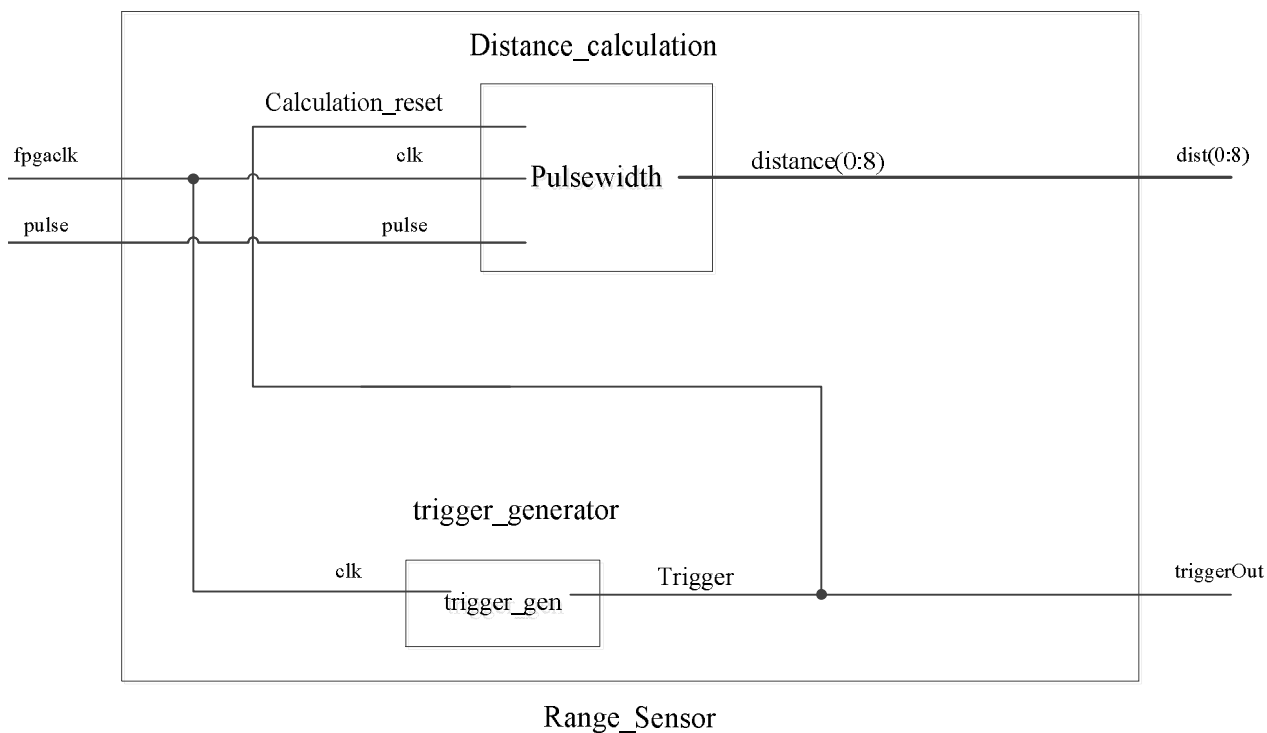 Distance_calculation
Calculation_reset
fpgaclk
clk
Pulsewidth
distance(0:8)
dist(0:8)
pulse
pulse
trigger_generator
clk
trigger_gen
Trigger
triggerOut
Range_Sensor